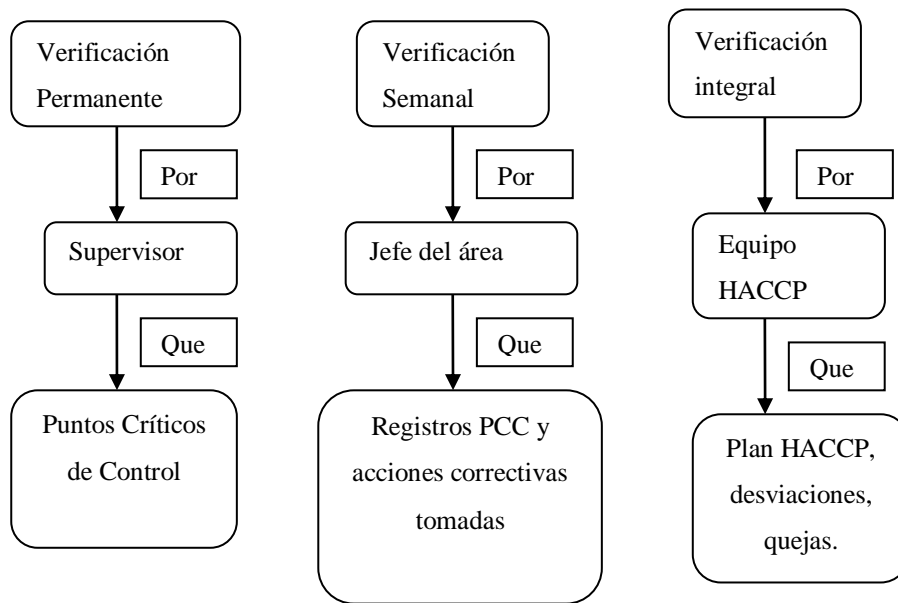 Verificación
Permanente
Por
Supervisor
Que
Puntos Críticos
de Control
Verificación
Semanal
Por
Jefe del área
Que
Registros PCC y
acciones correctivas
tomadas
Verificación
integral
Por
Equipo
HACCP
Que
Plan HACCP,
desviaciones,
quejas.